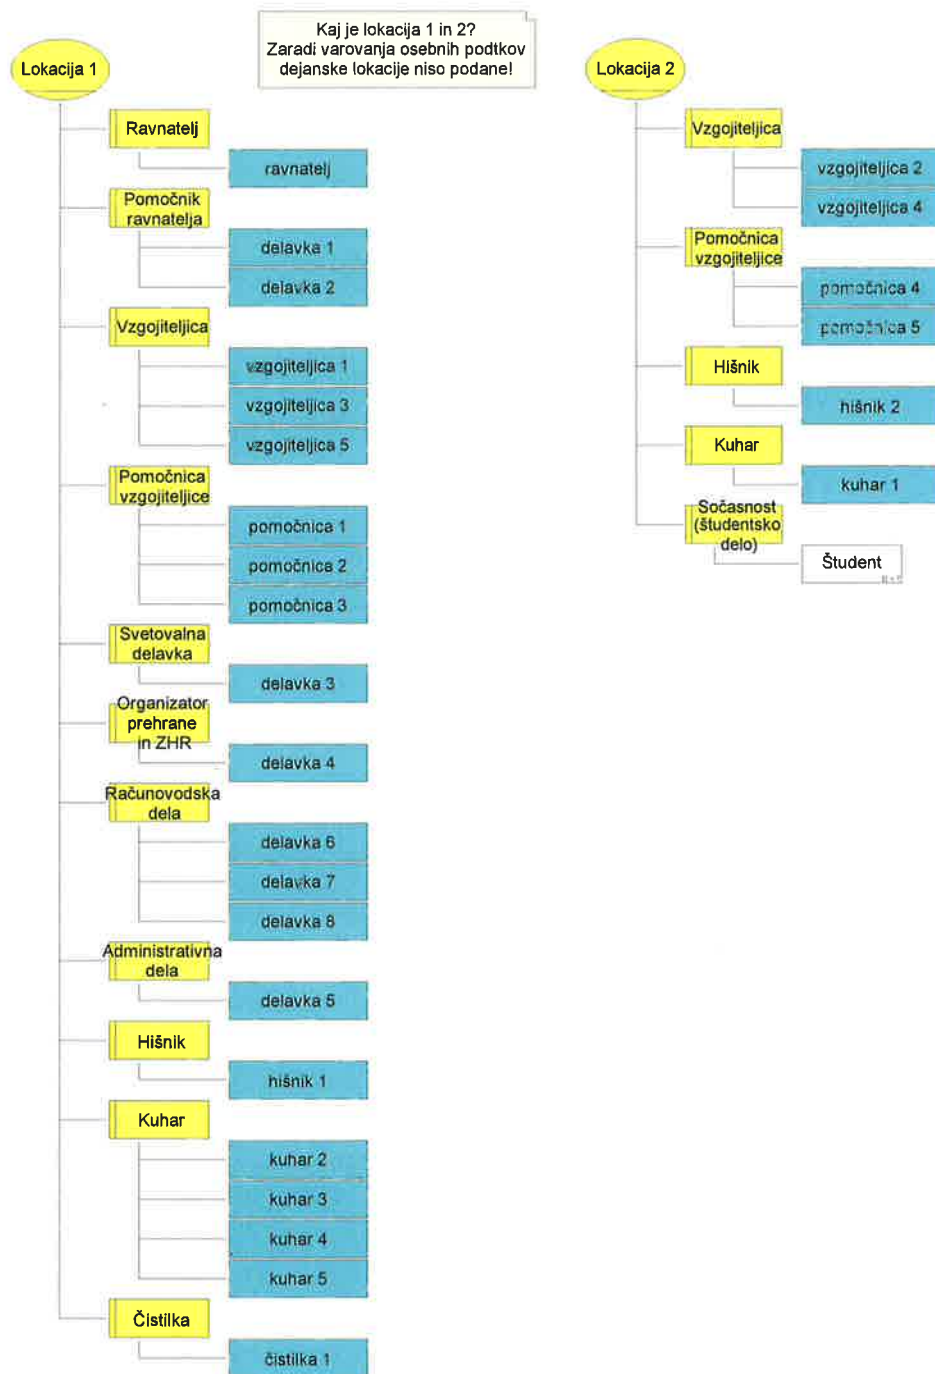 Kaj je lokacija 1 in 2?
Zaradi varovanja osebnih podtkov
dejanske lokacije niso podane!
Lokacija 1
Ravnatelj
ravnatelj
Pomočnik
ravnatelja
delavka 1
delavka 2
Vzgojiteljica
vzgojiteljica 1
vzgojiteljica 3
vzgojiteljica 5
Pomočnica
vzgojiteljice
pomočnica 1
pomočnica 2
pomočnica 3
Svetovalna
delavka
delavka 3
Organizator
prehrane
in ZHR
delavka 4
Računovodska
dela
delavka 6
delavka 7
delavka 8
Administrativna
dela
delavka 5
Hišnik
hišnik 1
Kuhar
kuhar 2
kuhar 3
kuhar 4
kuhar 5
Čistilka
čistilka 1
Lokacija 2
Vzgojiteljica
vzgojiteljica 2
vzgojiteljica 4
Pomočnica
vzgojiteljice
pomočnica 4
pomočnica 5
Hišnik
hišnik 2
Kuhar
kuhar 1
Sočasnost
(študentsko
delo)
Študent